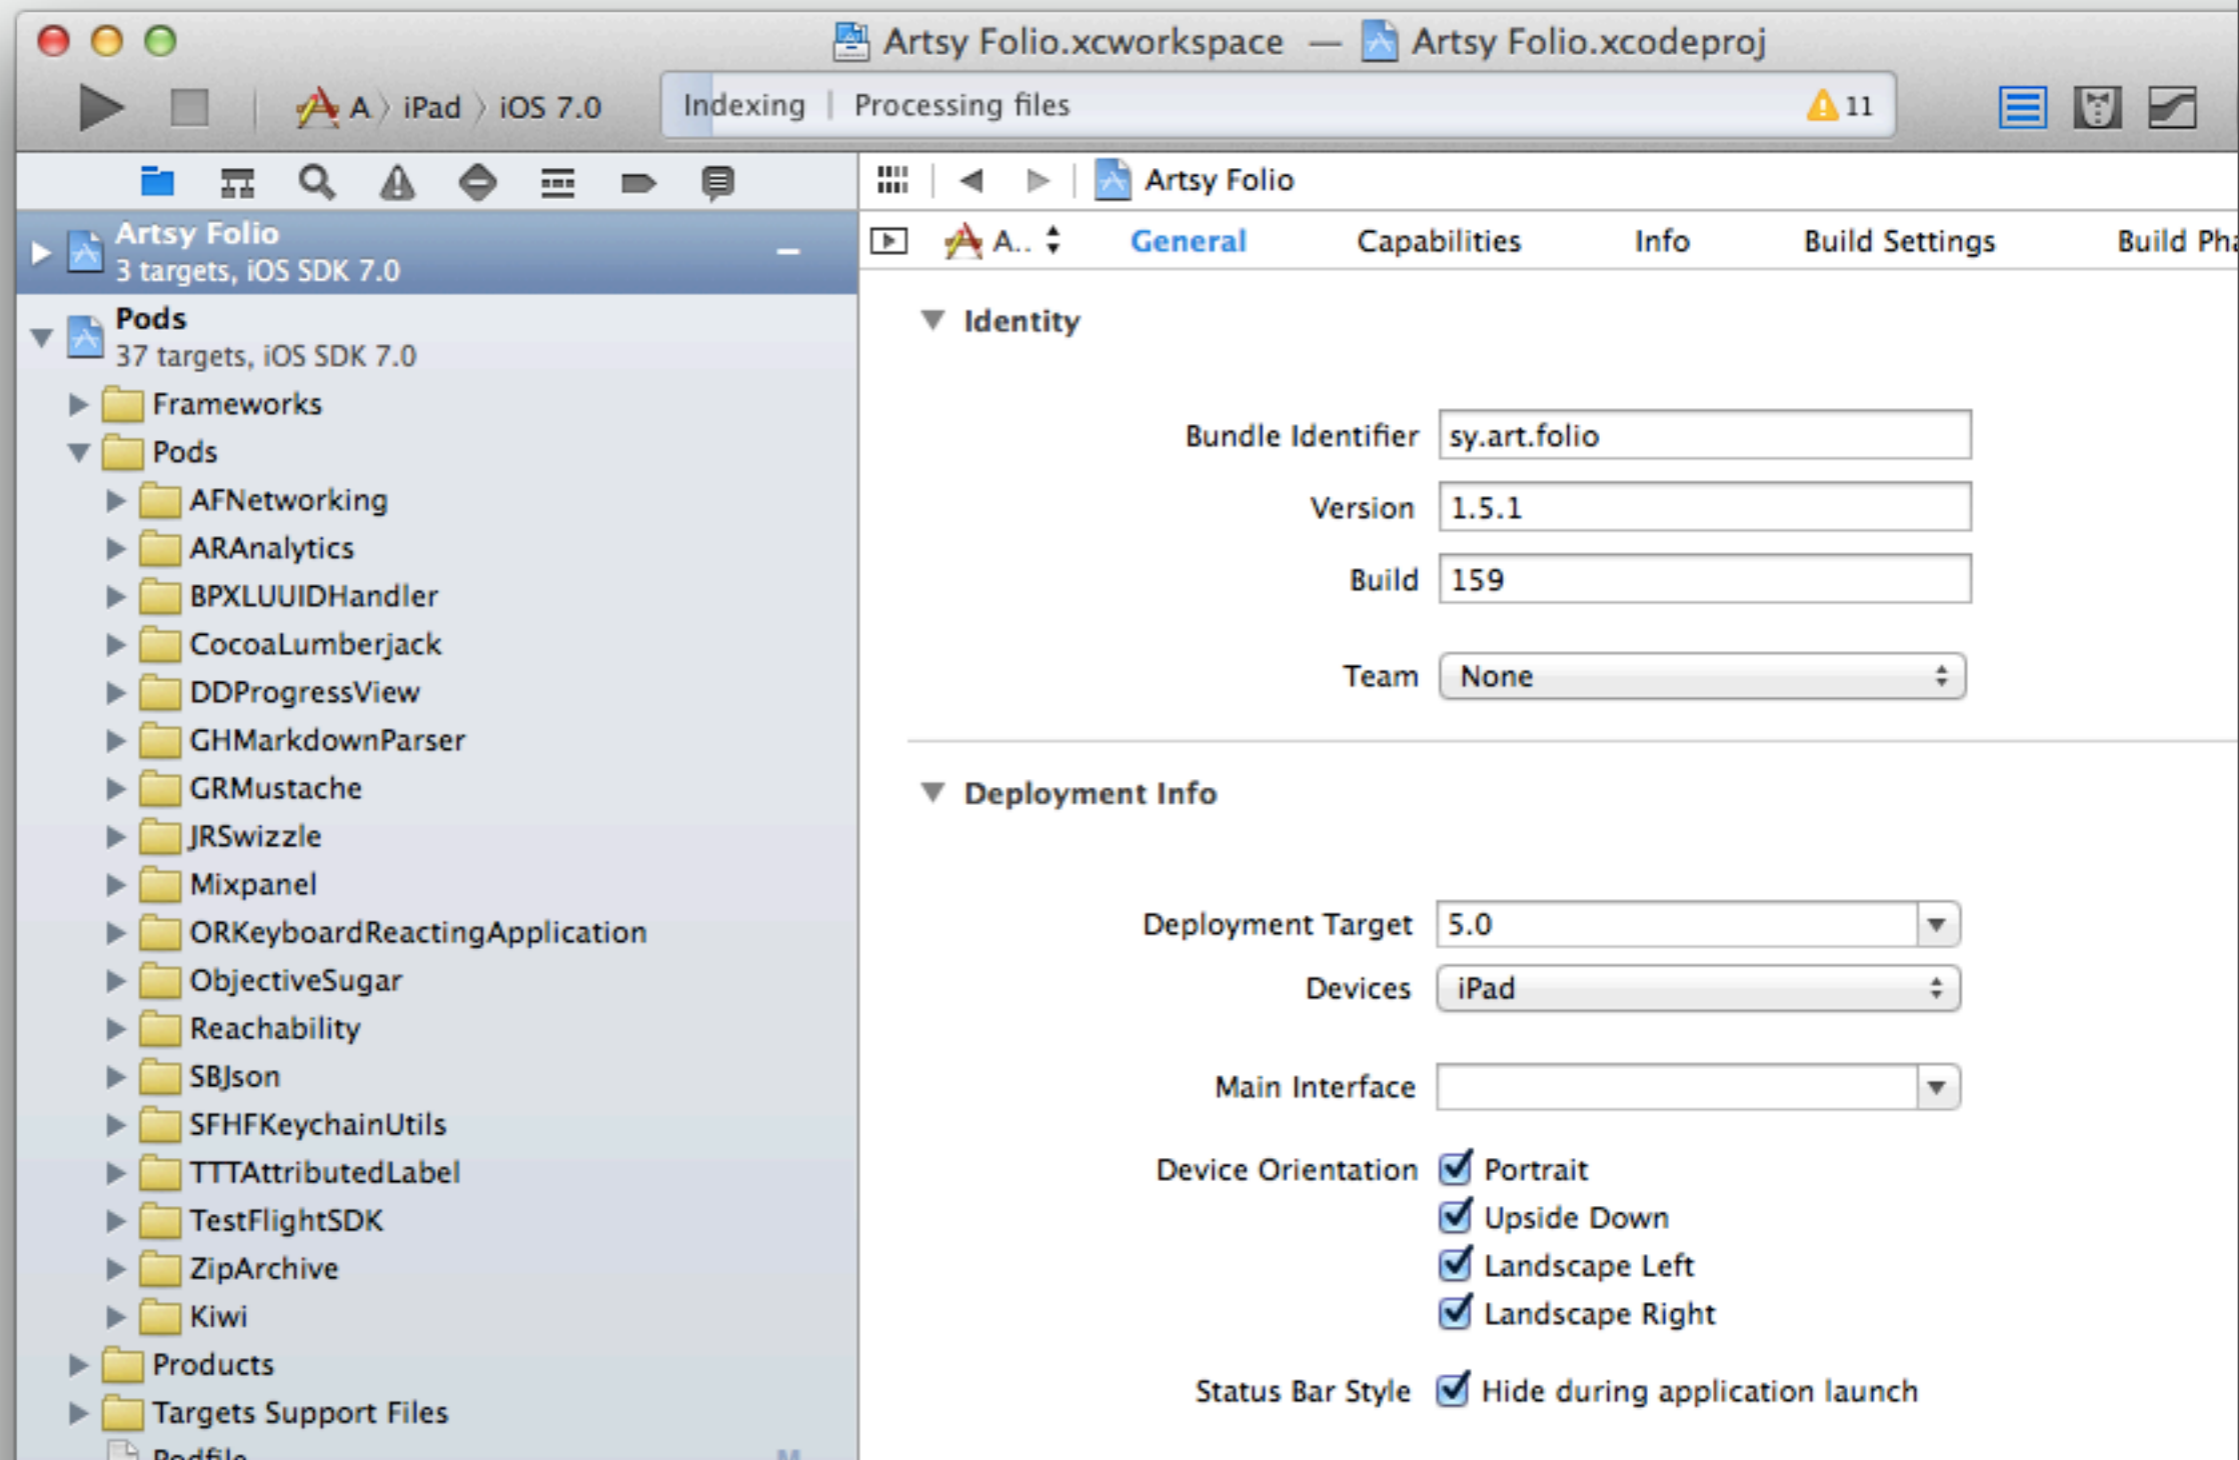 Artsy Folio.xcworkspace — Artsy Folio.xcodeproj
A 〉 iPad 〉 iOS 7.0
Indexing | Processing files
11
Artsy Folio
3 targets, iOS SDK 7.0
Pods
37 targets, iOS SDK 7.0
Frameworks
Pods
AFNetworking
ARAnalytics
BPXLUUIDHandler
CocoaLumberjack
DDProgressView
GHMarkdownParser
GRMustache
JRSwizzle
Mixpanel
ORKeyboardReactingApplication
ObjectiveSugar
Reachability
SBJson
SFHFKeychainUtils
TTTAttributedLabel
TestFlightSDK
ZipArchive
Kiwi
Products
Targets Support Files
Podfile
M
Artsy Folio
A.. General Capabilities Info Build Settings Build Pha
Identity
Bundle Identifier sy.art.folio
Version 1.5.1
Build 159
Team None
Deployment Info
Deployment Target 5.0
Devices iPad
Main Interface
Device Orientation Portrait
Upside Down
Landscape Left
Landscape Right
Status Bar Style Hide during application launch